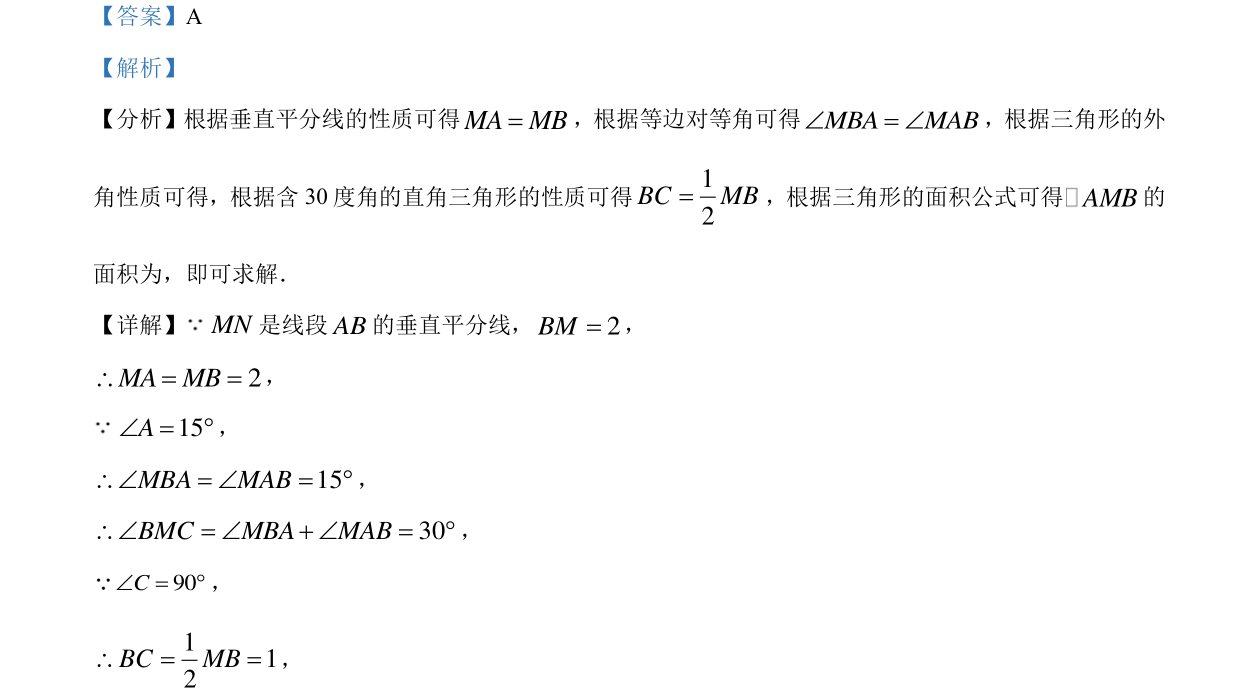 【答案】A
【解析】
【分析】根据垂直平分线的性质可得 MA = MB，根据等边对等角可得∠MBA = ∠MAB，根据三角形的外
角性质可得，根据含 30 度角的直角三角形的性质可得 BC = 1/2 MB，根据三角形的面积公式可得□AMB 的
面积为，即可求解．
【详解】∵ MN 是线段 AB 的垂直平分线， BM = 2，
∴MA = MB = 2，
∵ ∠A = 15°，
∴∠MBA = ∠MAB = 15°，
∴∠BMC = ∠MBA + ∠MAB = 30°，
∵∠C = 90°，
∴BC = 1/2 MB = 1，